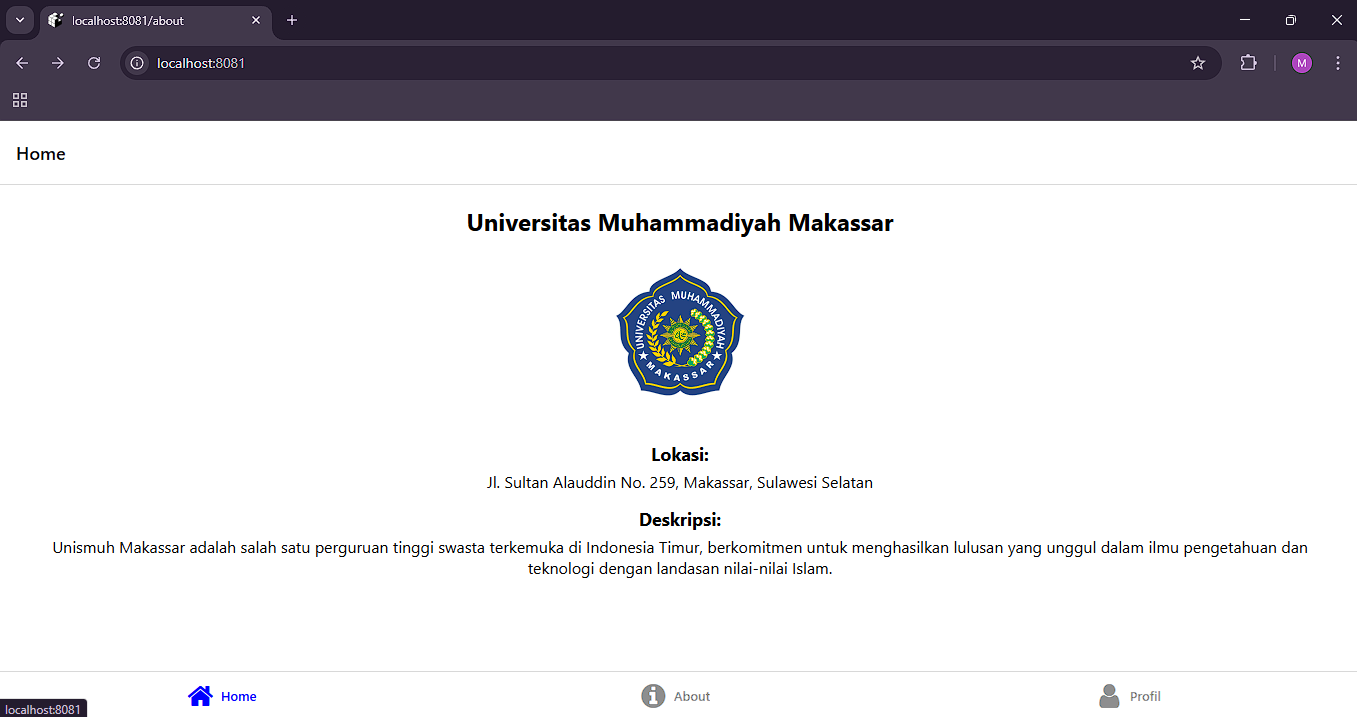 localhost:8081/about
localhost:8081
M
Home
Universitas Muhammadiyah Makassar
UNIVERSITAS MUHAMMADIYAH
MAKASSAR
Lokasi:
Jl. Sultan Alauddin No. 259, Makassar, Sulawesi Selatan
Deskripsi:
Unismuh Makassar adalah salah satu perguruan tinggi swasta terkemuka di Indonesia Timur, berkomitmen untuk menghasilkan lulusan yang unggul dalam ilmu pengetahuan dan
teknologi dengan landasan nilai-nilai Islam.
Home
About
Profil
localhost:8081